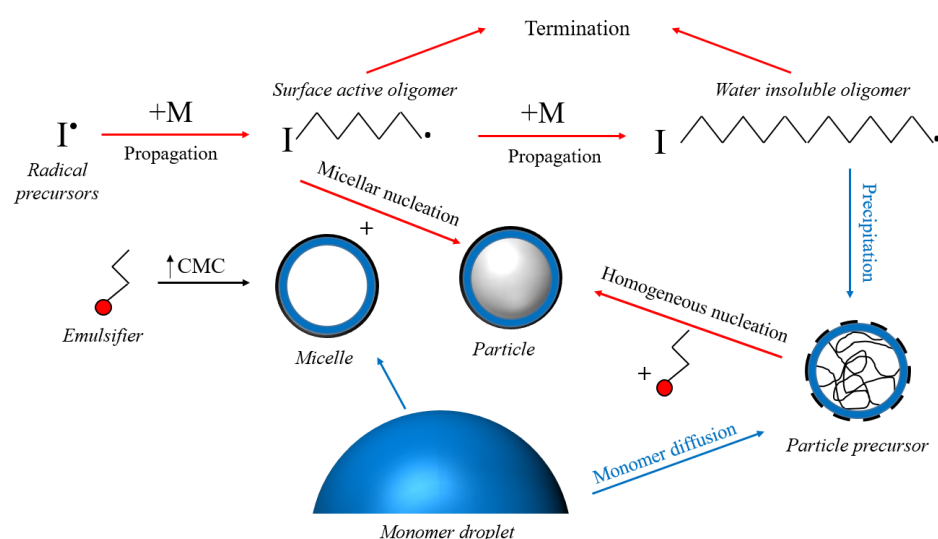 Termination
Surface active oligomer
Water insoluble oligomer
+M
+M
I•
I
I
Propagation
Propagation
Radical
precursors
Micellar nucleation
Precipitation
+
↑CMC
Homogeneous nucleation
Emulsifier
Micelle
Particle
+
Monomer diffusion
Particle precursor
Monomer droplet